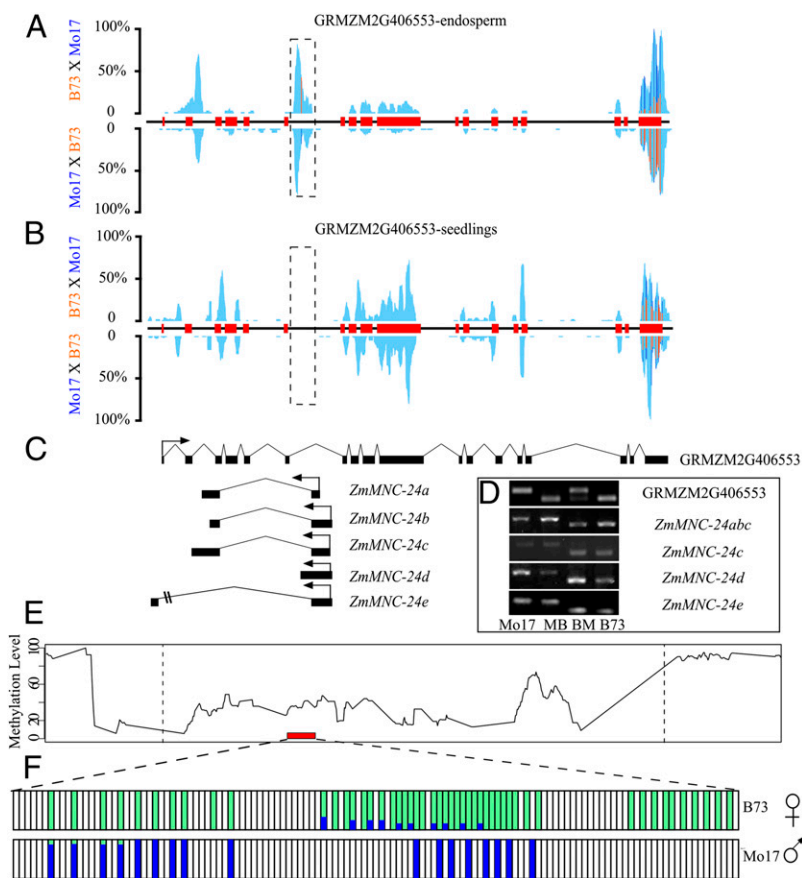 A
GRMZM2G406553-endosperm
B73 X Mo17
100%
50%
0
0
Mo17 X B73
50%
100%
B
GRMZM2G406553-seedlings
B73 X Mo17
100%
50%
0
0
Mo17 X B73
50%
100%
C
GRMZM2G406553
ZmMNC-24a
ZmMNC-24b
ZmMNC-24c
ZmMNC-24d
ZmMNC-24e
D
GRMZM2G406553
ZmMNC-24abc
ZmMNC-24c
ZmMNC-24d
ZmMNC-24e
Mo17 MB BM B73
E
Methylation Level
100
60
20
0
F
B73 ♀
Mo17 ♂